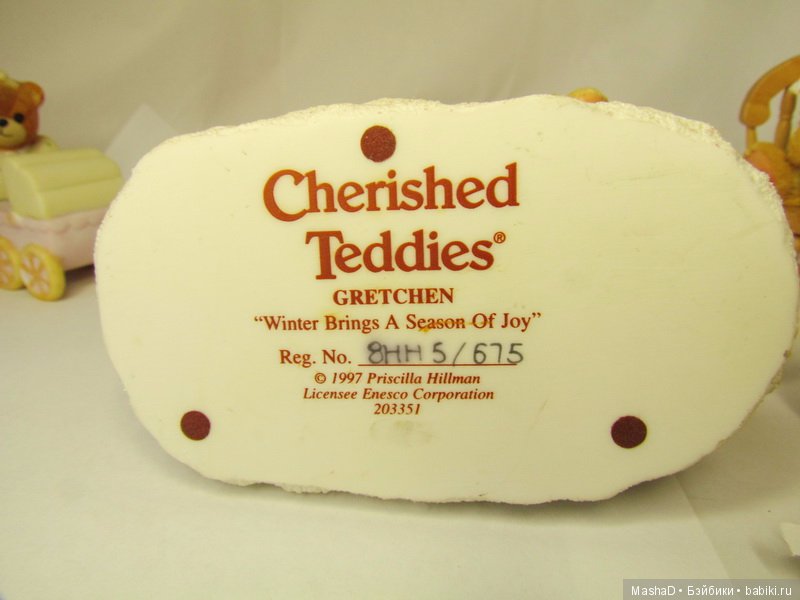 Cherished
Teddies®
GRETCHEN
“Winter Brings A Season Of Joy”
Reg. No. 8HH 5/675
© 1997 Priscilla Hillman
Licensee Enesco Corporation
203351
MashaD • Бэйбики • babiki.ru